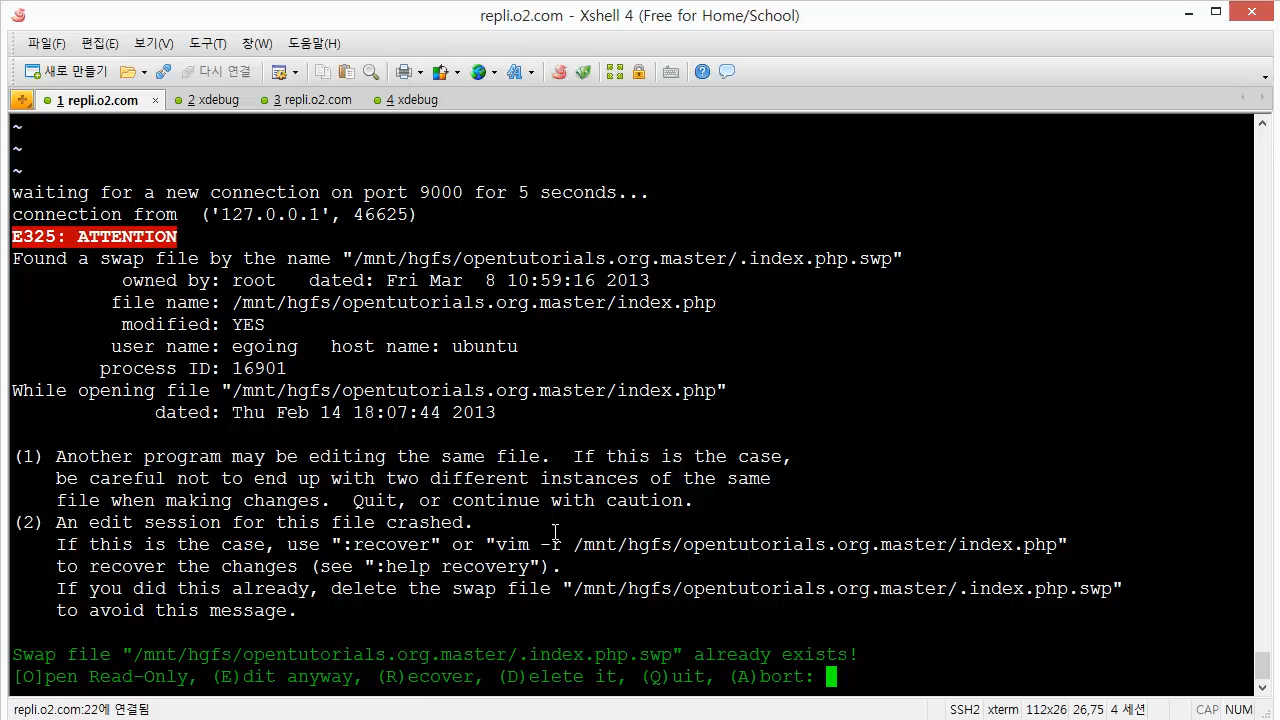 repli.o2.com - Xshell 4 (Free for Home/School)
파일(F) 편집(E) 보기(V) 도구(T) 창(W) 도움말(H)
새로 만들기 다시 연결
1 repli.o2.com × 2 xdebug 3 repli.o2.com 4 xdebug
~
~
~
waiting for a new connection on port 9000 for 5 seconds...
connection from  ('127.0.0.1', 46625)
E325: ATTENTION
Found a swap file by the name "/mnt/hgfs/opentutorials.org.master/.index.php.swp"
owned by: root   dated: Fri Mar  8 10:59:16 2013
file name: /mnt/hgfs/opentutorials.org.master/index.php
modified: YES
user name: egoing   host name: ubuntu
process ID: 16901
While opening file "/mnt/hgfs/opentutorials.org.master/index.php"
dated: Thu Feb 14 18:07:44 2013
(1) Another program may be editing the same file.  If this is the case,
be careful not to end up with two different instances of the same
file when making changes.  Quit, or continue with caution.
(2) An edit session for this file crashed.
If this is the case, use ":recover" or "vim -r /mnt/hgfs/opentutorials.org.master/index.php"
to recover the changes (see ":help recovery").
If you did this already, delete the swap file "/mnt/hgfs/opentutorials.org.master/.index.php.swp"
to avoid this message.
Swap file "/mnt/hgfs/opentutorials.org.master/.index.php.swp" already exists!
[O]pen Read-Only, (E)dit anyway, (R)ecover, (D)elete it, (Q)uit, (A)bort:
repli.o2.com:22에 연결됨 SSH2 xterm 112x26 26,75 4 세션 CAP NUM